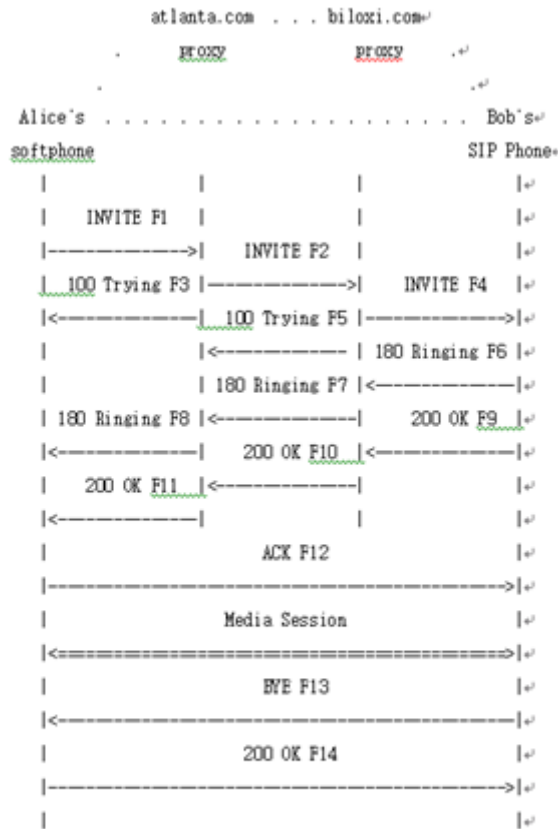 atlanta.com . . . biloxi.com
. proxy proxy .
. .
Alice's . . . . . . . . . . . . . . . . . . . . Bob's
softphone SIP Phone
| | | |
| INVITE F1 | | |
|--------------->| INVITE F2 | |
| 100 Trying F3 |--------------->| INVITE F4 |
|<---------------| 100 Trying F5 |--------------->|
| |<-------------- | 180 Ringing F6 |
| | 180 Ringing F7 |<---------------|
| 180 Ringing F8 |<---------------| 200 OK F9 |
|<---------------| 200 OK F10 |<---------------|
| 200 OK F11 |<---------------| |
|<---------------| | |
| ACK F12 |
|------------------------------------------------->|
| Media Session |
|<================================================>|
| BYE F13 |
|<-------------------------------------------------|
| 200 OK F14 |
|------------------------------------------------->|
| |